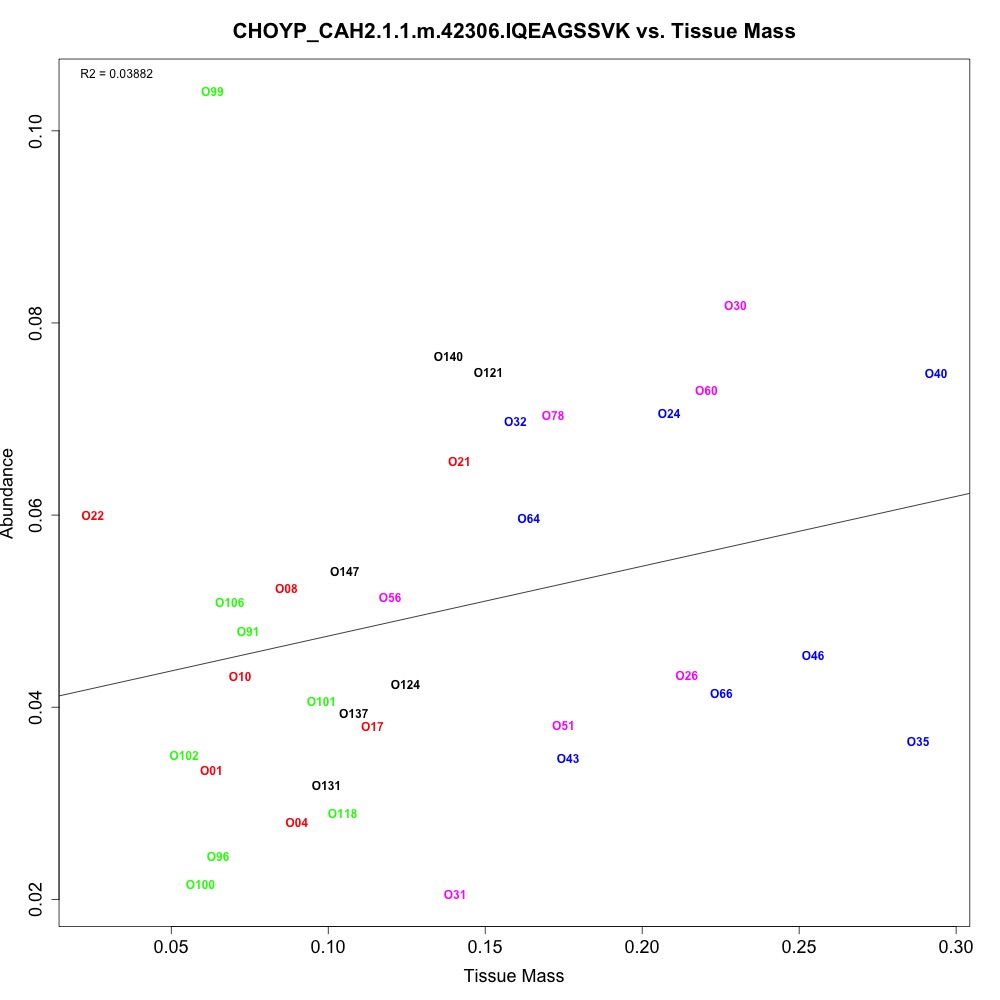 CHOYP_CAH2.1.1.m.42306.IQEAGSSVK vs. Tissue Mass
R2 = 0.03882
O99
0.10
O30
0.08
O140
O121
O40
O60
O78
O24
O32
O21
O22
0.06
O64
O147
O08
O56
O106
O91
O46
O10
O26
O124
O66
O101
0.04
O137
O17
O51
O35
O102
O43
O01
O131
O118
O04
O96
O100
O31
0.02
Abundance
0.05 0.10 0.15 0.20 0.25 0.30
Tissue Mass